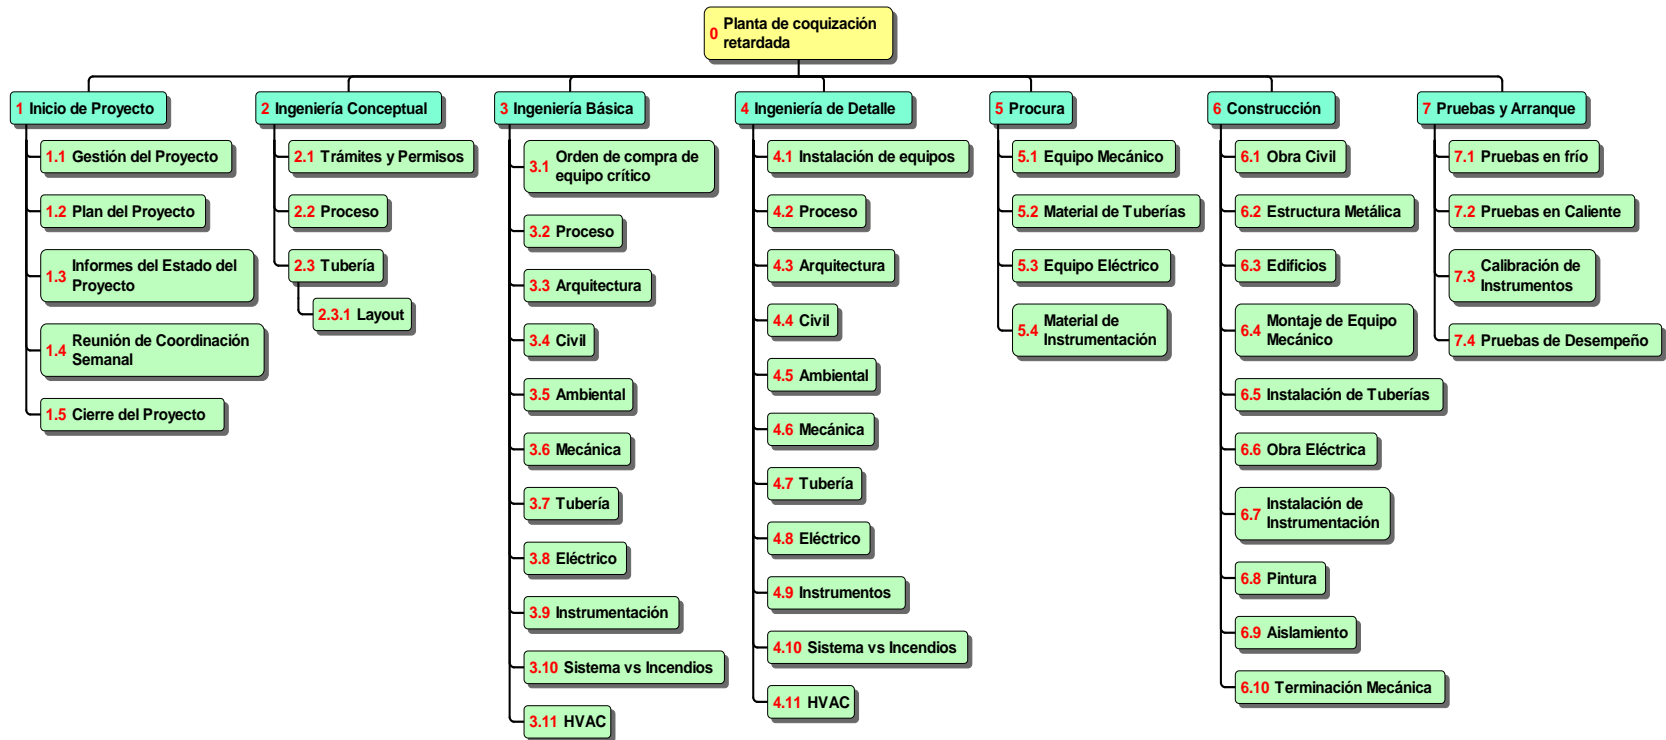 0 Planta de coquización
retardada
1 Inicio de Proyecto
1.1 Gestión del Proyecto
1.2 Plan del Proyecto
1.3 Informes del Estado del
Proyecto
1.4 Reunión de Coordinación
Semanal
1.5 Cierre del Proyecto
2 Ingeniería Conceptual
2.1 Trámites y Permisos
2.2 Proceso
2.3 Tubería
2.3.1 Layout
3 Ingeniería Básica
3.1 Orden de compra de
equipo crítico
3.2 Proceso
3.3 Arquitectura
3.4 Civil
3.5 Ambiental
3.6 Mecánica
3.7 Tubería
3.8 Eléctrico
3.9 Instrumentación
3.10 Sistema vs Incendios
3.11 HVAC
4 Ingeniería de Detalle
4.1 Instalación de equipos
4.2 Proceso
4.3 Arquitectura
4.4 Civil
4.5 Ambiental
4.6 Mecánica
4.7 Tubería
4.8 Eléctrico
4.9 Instrumentos
4.10 Sistema vs Incendios
4.11 HVAC
5 Procura
5.1 Equipo Mecánico
5.2 Material de Tuberías
5.3 Equipo Eléctrico
5.4 Material de
Instrumentación
6 Construcción
6.1 Obra Civil
6.2 Estructura Metálica
6.3 Edificios
6.4 Montaje de Equipo
Mecánico
6.5 Instalación de Tuberías
6.6 Obra Eléctrica
6.7 Instalación de
Instrumentación
6.8 Pintura
6.9 Aislamiento
6.10 Terminación Mecánica
7 Pruebas y Arranque
7.1 Pruebas en frío
7.2 Pruebas en Caliente
7.3 Calibración de
Instrumentos
7.4 Pruebas de Desempeño